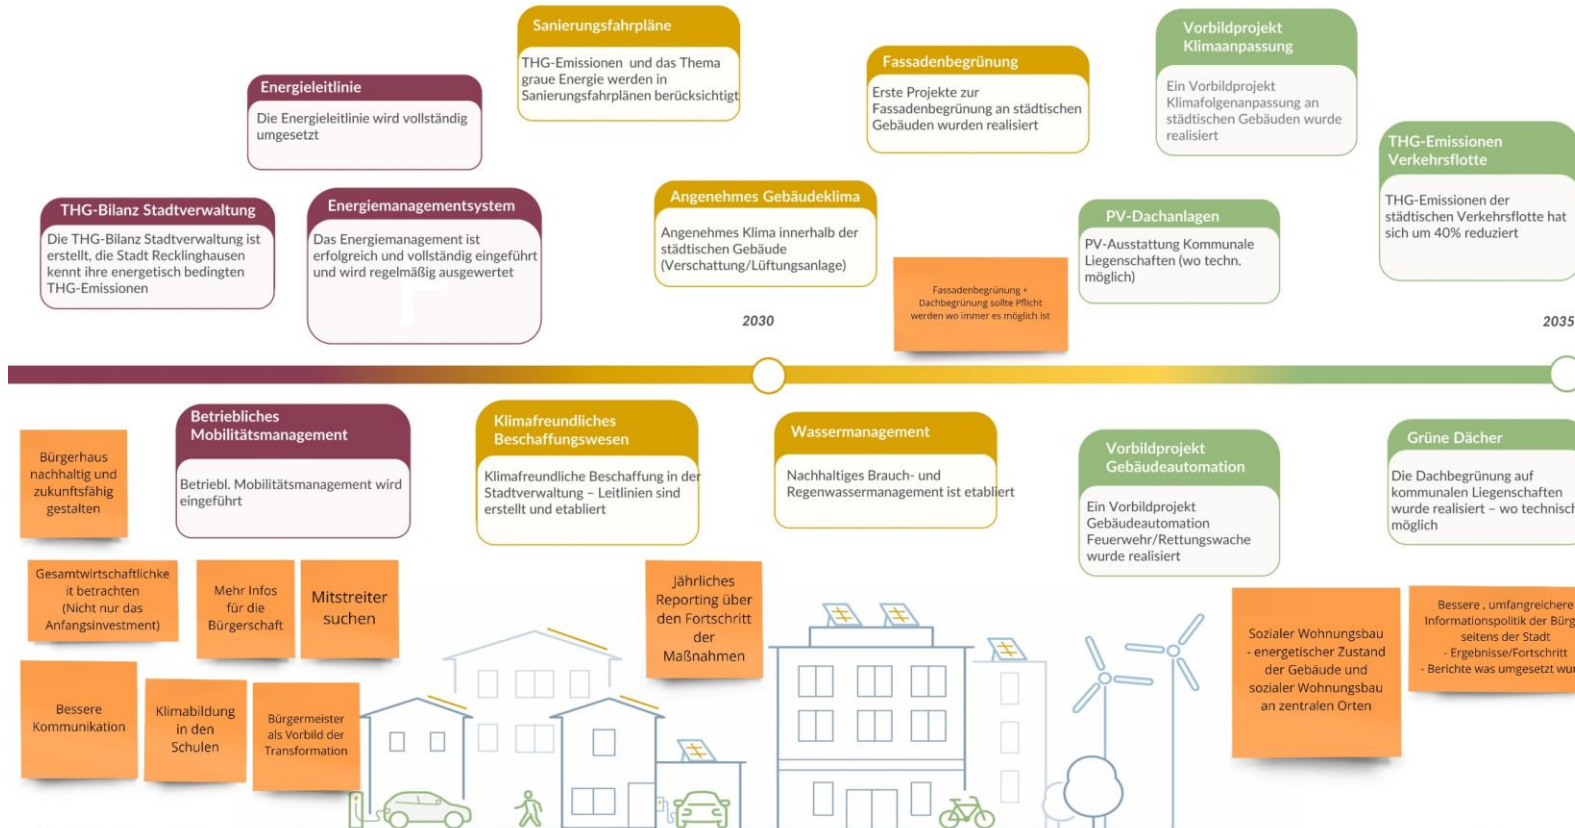 Sanierungsfahrpläne
THG-Emissionen und das Thema
graue Energie werden in
Sanierungsfahrplänen berücksichtigt
Vorbildprojekt
Klimaanpassung
Ein Vorbildprojekt
Klimafolgenanpassung an
städtischen Gebäuden wurde
realisiert
Fassadenbegrünung
Erste Projekte zur
Fassadenbegrünung an städtischen
Gebäuden wurden realisiert
Energieleitlinie
Die Energieleitlinie wird vollständig
umgesetzt
THG-Emissionen
Verkehrsflotte
THG-Emissionen der
städtischen Verkehrsflotte hat
sich um 40% reduziert
THG-Bilanz Stadtverwaltung
Die THG-Bilanz Stadtverwaltung ist
erstellt, die Stadt Recklinghausen
kennt ihre energetisch bedingten
THG-Emissionen
Energiemanagementsystem
Das Energiemanagement ist
erfolgreich und vollständig eingeführt
und wird regelmäßig ausgewertet
Angenehmes Gebäudeklima
Angenehmes Klima innerhalb der
städtischen Gebäude
(Verschattung/Lüftungsanlage)
PV-Dachanlagen
PV-Ausstattung Kommunale
Liegenschaften (wo techn.
möglich)
Fassadenbegrünung +
Dachbegrünung sollte Pflicht
werden wo immer es möglich ist
2030
2035
Bürgerhaus
nachhaltig und
zukunftsfähig
gestalten
Betriebliches
Mobilitätsmanagement
Betriebl. Mobilitätsmanagement wird
eingeführt
Klimafreundliches
Beschaffungswesen
Klimafreundliche Beschaffung in der
Stadtverwaltung – Leitlinien sind
erstellt und etabliert
Wassermanagement
Nachhaltiges Brauch- und
Regenwassermanagement ist etabliert
Vorbildprojekt
Gebäudeautomation
Ein Vorbildprojekt
Gebäudeautomation
Feuerwehr/Rettungswache
wurde realisiert
Grüne Dächer
Die Dachbegrünung auf
kommunalen Liegenschaften
wurde realisiert – wo technisch
möglich
Gesamtwirtschaftlichke
it betrachten
(Nicht nur das
Anfangsinvestment)
Mehr Infos
für die
Bürgerschaft
Mitstreiter
suchen
Jährliches
Reporting über
den Fortschritt
der
Maßnahmen
Sozialer Wohnungsbau
- energetischer Zustand
der Gebäude und
sozialer Wohnungsbau
an zentralen Orten
Bessere , umfangreichere
Informationspolitik der Bürg
seitens der Stadt
- Ergebnisse/Fortschritt
- Berichte was umgesetzt wur
Bessere
Kommunikation
Klimabildung
in den
Schulen
Bürgermeister
als Vorbild der
Transformation